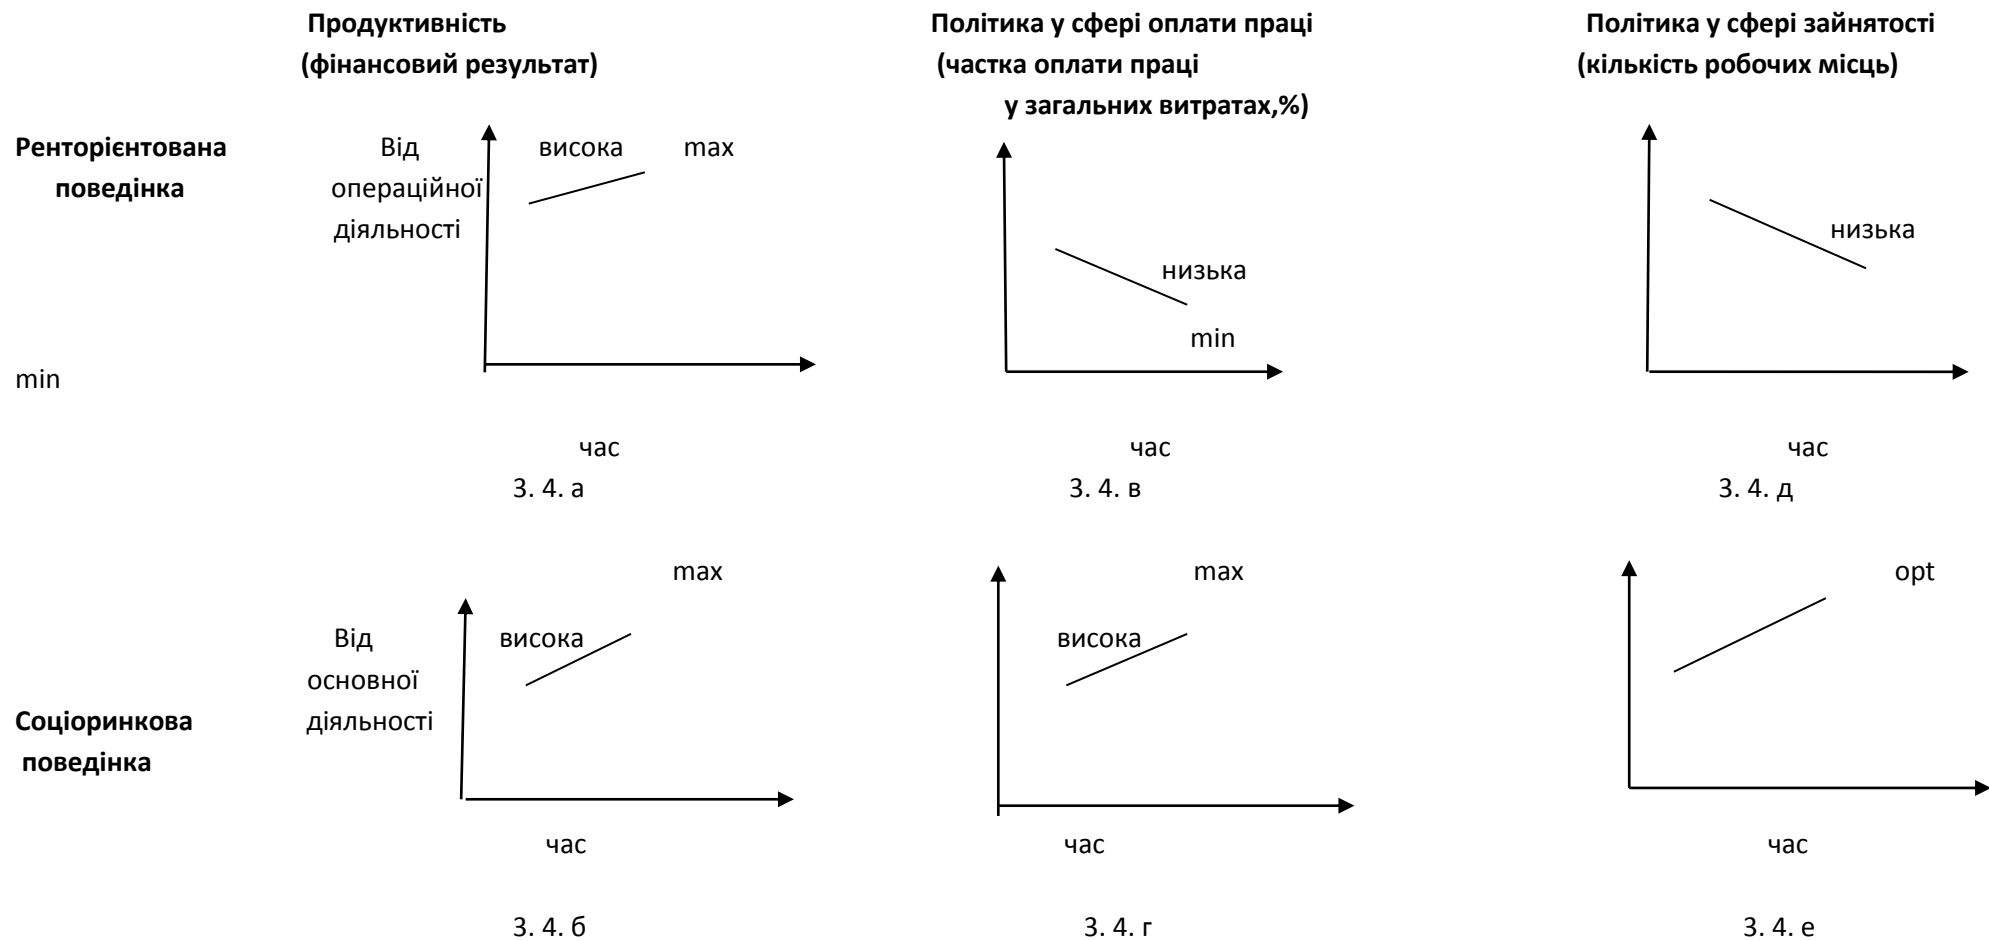 Продуктивність Політика у сфері оплати праці Політика у сфері зайнятості
(фінансовий результат) (частка оплати праці (кількість робочих місць)
у загальних витратах,%)
Ренторієнтована Від висока max
поведінка операційної
діяльності низька
низька
min
min
час час час
3. 4. а 3. 4. в 3. 4. д
max max opt
Від висока висока
основної
Соціоринкова діяльності
поведінка
час час час
3. 4. б 3. 4. г 3. 4. е